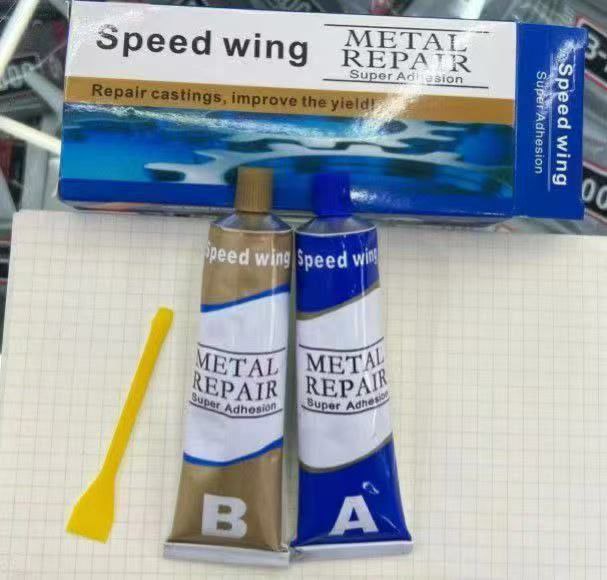 Speed wing
METAL
REPAIR
Super Adhesion
Repair castings, improve the yield!
Speed wing
Super Adhesion
Speed wing
METAL
REPAIR
Super Adhesion
B
Speed wing
METAL
REPAIR
Super Adhesion
A